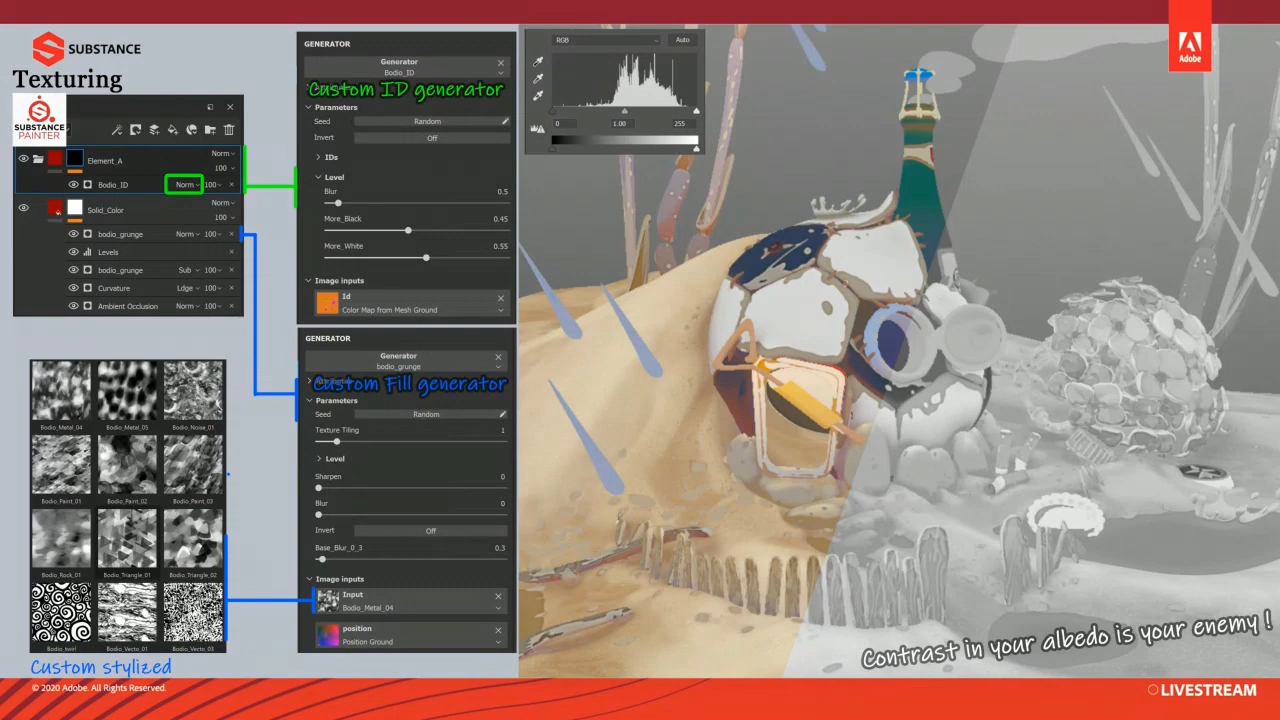 SUBSTANCE
Texturing
SUBSTANCE
PAINTER
Element_A
Norm
100
Bodio_ID
Norm
100
Solid_Color
Norm
100
bodio_grunge
Norm
100
Levels
bodio_grunge
Sub
100
Curvature
Ldge
100
Ambient Occlusion
Norm
100
Bodio_Metal_04
Bodio_Metal_05
Bodio_Noise_01
Bodio_Paint_01
Bodio_Paint_02
Bodio_Paint_03
Bodio_Rock_01
Bodio_Triangle_01
Bodio_Triangle_02
Bodio_twirl
Bodio_Vecto_01
Bodio_Vecto_03
Custom stylized
GENERATOR
Generator
Bodio_ID
Custom ID generator
Parameters
Seed
Random
Invert
Off
IDs
Level
Blur
0.5
More_Black
0.45
More_White
0.55
Image inputs
Id
Color Map from Mesh Ground
GENERATOR
Generator
bodio_grunge
Custom Fill generator
Parameters
Seed
Random
Texture Tiling
1
Level
Sharpen
0
Blur
0
Invert
Off
Base_Blur_0_3
0.3
Image inputs
Input
Bodio_Metal_04
position
Position Ground
RGB
Auto
0
1.00
255
Adobe
Contrast in your albedo is your enemy !
© 2020 Adobe. All Rights Reserved.
LIVESTREAM